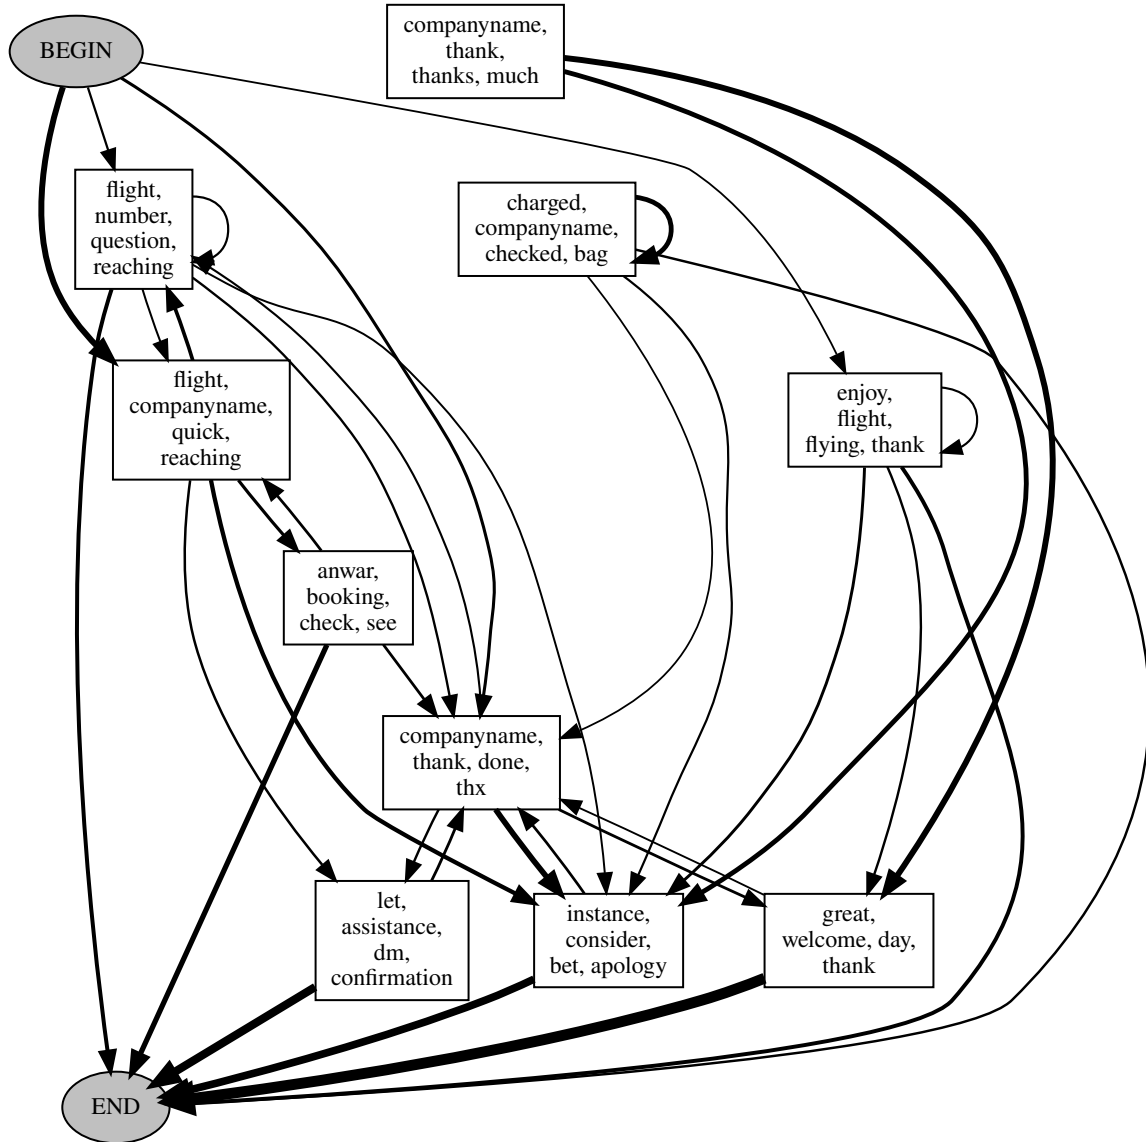 BEGIN
companyname,
thank,
thanks, much
flight,
number,
question,
reaching
charged,
companyname,
checked, bag
flight,
companyname,
quick,
reaching
enjoy,
flight,
flying, thank
anwar,
booking,
check, see
companyname,
thank, done,
thx
let,
assistance,
dm,
confirmation
instance,
consider,
bet, apology
great,
welcome, day,
thank
END